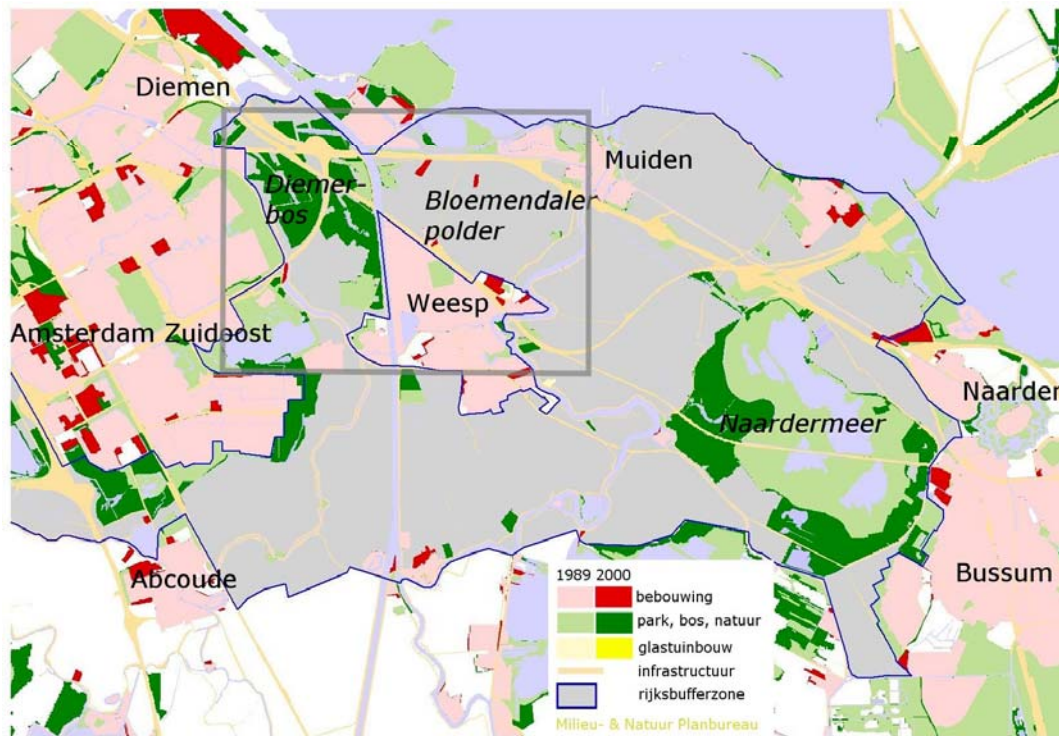 Diemen
Muiden
Diemer-
bos
Bloemendaler
polder
Weesp
Amsterdam Zuidoost
Naarden
Naardermeer
Abcoude
Bussum
1989 2000
bebouwing
park, bos, natuur
glastuinbouw
infrastructuur
rijksbufferzone
Milieu- & Natuur Planbureau